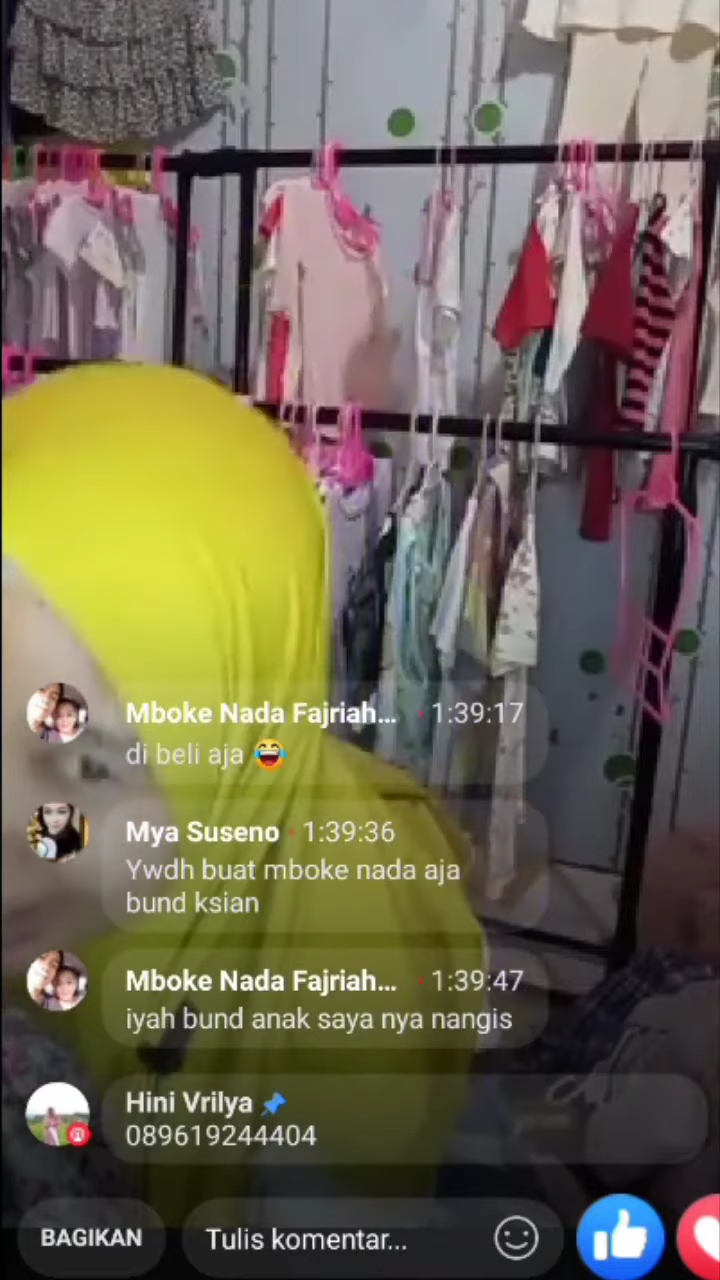 Mboke Nada Fajriah... • 1:39:17
di beli aja 😂
Mya Suseno • 1:39:36
Ywdh buat mboke nada aja
bund ksian
Mboke Nada Fajriah... • 1:39:47
iyah bund anak saya nya nangis
Hini Vrilya
089619244404
BAGIKAN
Tulis komentar...